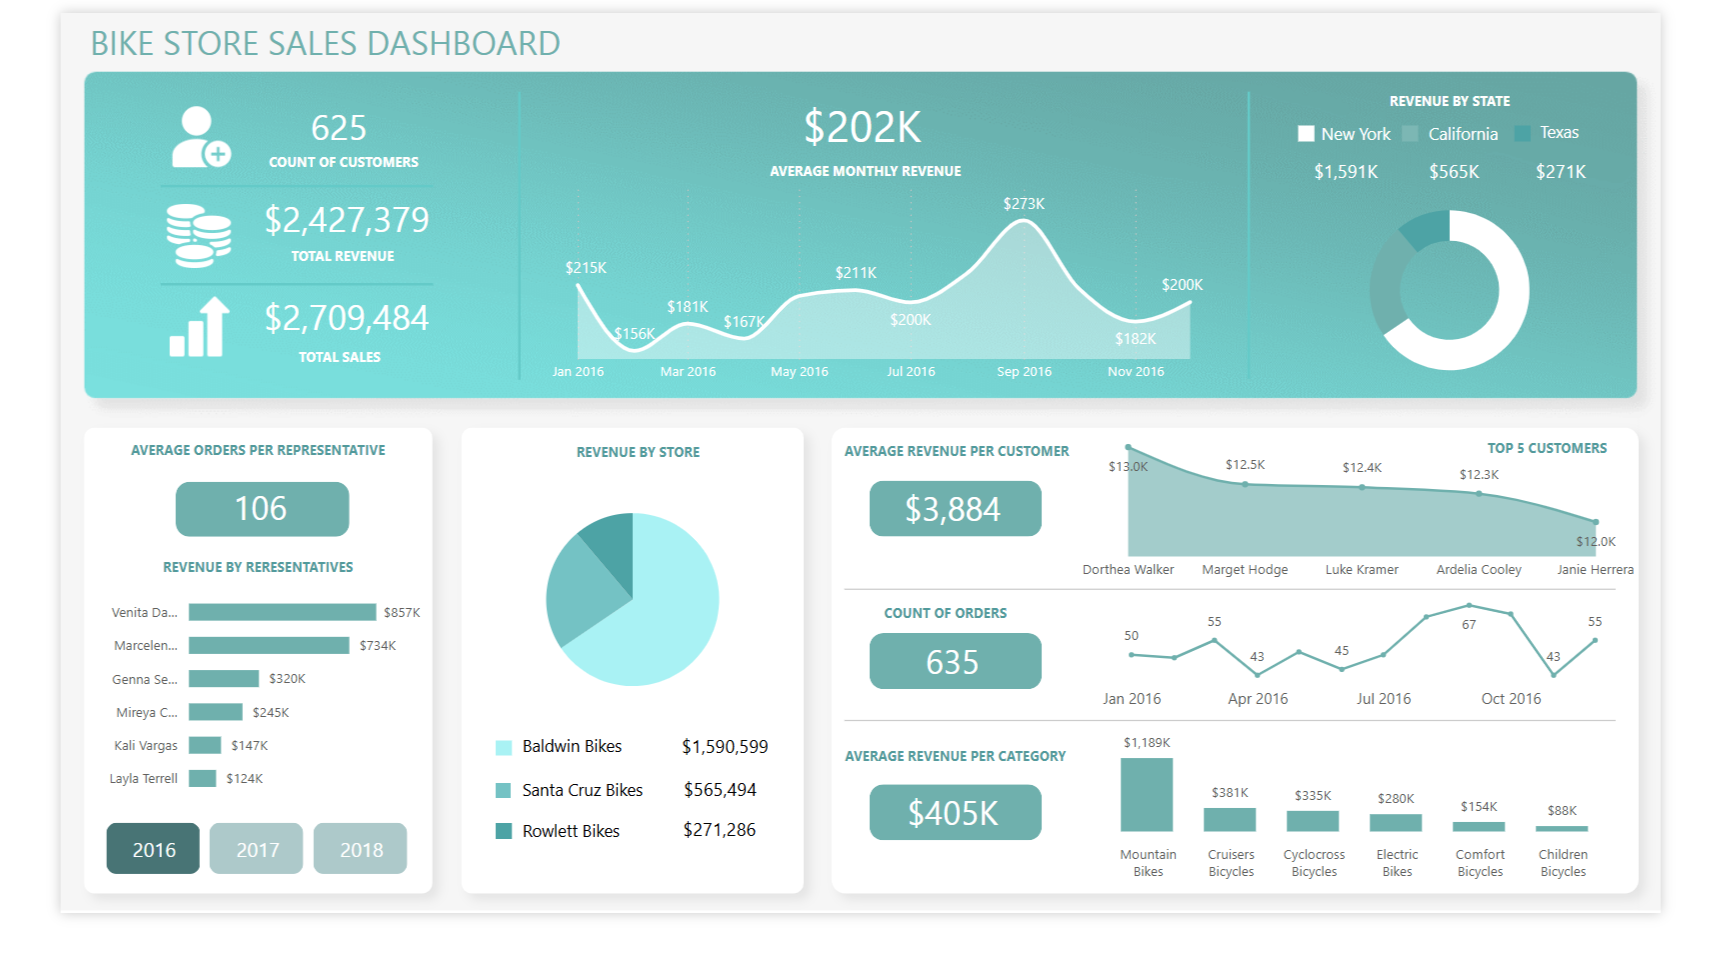 BIKE STORE SALES DASHBOARD
625
COUNT OF CUSTOMERS
$2,427,379
TOTAL REVENUE
$2,709,484
TOTAL SALES
$202K
AVERAGE MONTHLY REVENUE
$273K
$215K
$211K
$200K
$181K
$167K
$156K
$200K
$182K
Jan 2016 Mar 2016 May 2016 Jul 2016 Sep 2016 Nov 2016
REVENUE BY STATE
New York California Texas
$1,591K $565K $271K
AVERAGE ORDERS PER REPRESENTATIVE
106
REVENUE BY RERESENTATIVES
Venita Da... $857K
Marcelen... $734K
Genna Se... $320K
Mireya C... $245K
Kali Vargas $147K
Layla Terrell $124K
2016 2017 2018
REVENUE BY STORE
Baldwin Bikes $1,590,599
Santa Cruz Bikes $565,494
Rowlett Bikes $271,286
AVERAGE REVENUE PER CUSTOMER
$3,884
TOP 5 CUSTOMERS
$13.0K $12.5K $12.4K $12.3K $12.0K
Dorthea Walker Marget Hodge Luke Kramer Ardelia Cooley Janie Herrera
COUNT OF ORDERS
635
50 55 43 45 67 43 55
Jan 2016 Apr 2016 Jul 2016 Oct 2016
AVERAGE REVENUE PER CATEGORY
$405K
$1,189K $381K $335K $280K $154K $88K
Mountain Cruisers Cyclocross Electric Comfort Children
Bikes Bicycles Bicycles Bikes Bicycles Bicycles